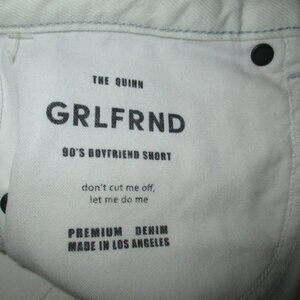 THE QUINN
GRLFRND
90'S BOYFRIEND SHORT
don't cut me off,
let me do me
PREMIUM DENIM
MADE IN LOS ANGELES